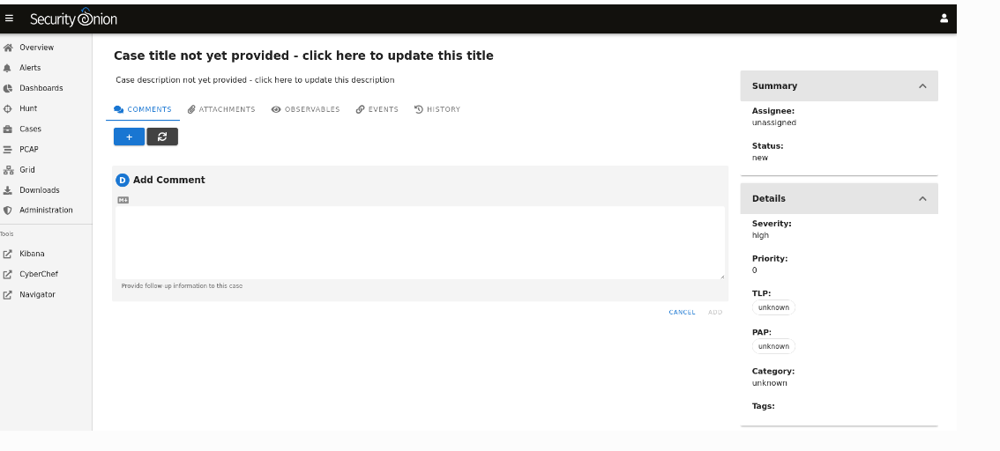 Security Onion
Overview
Alerts
Dashboards
Hunt
Cases
PCAP
Grid
Downloads
Administration
Tools
Kibana
CyberChef
Navigator
Case title not yet provided - click here to update this title
Case description not yet provided - click here to update this description
COMMENTS ATTACHMENTS OBSERVABLES EVENTS HISTORY
+
D Add Comment
M+
Provide follow-up information to this case
CANCEL ADD
Summary
Assignee:
unassigned
Status:
new
Details
Severity:
high
Priority:
0
TLP:
unknown
PAP:
unknown
Category:
unknown
Tags: